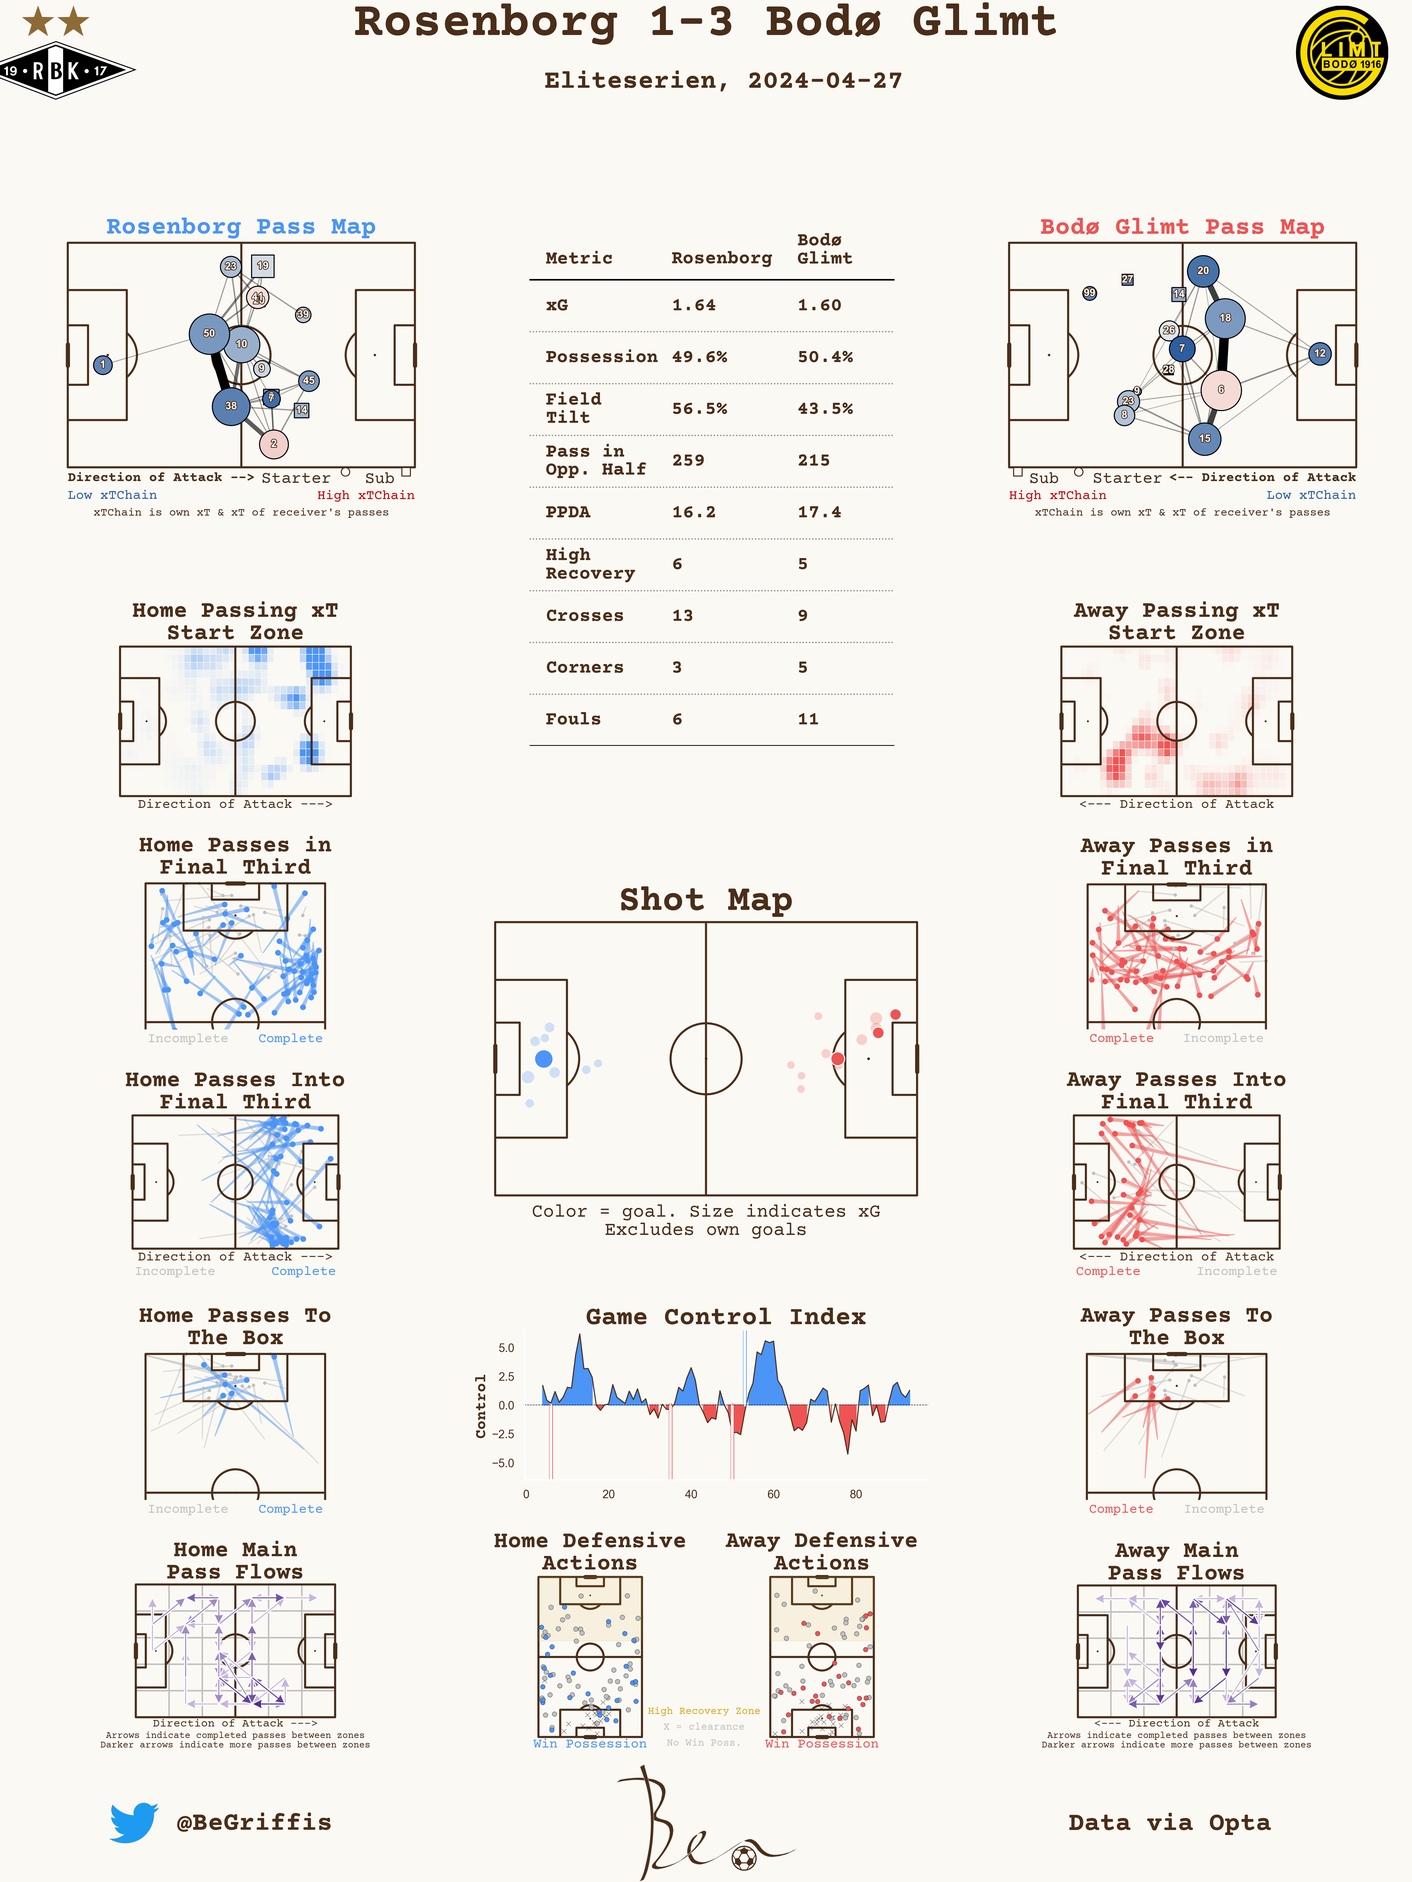 Rosenborg 1-3 Bodø Glimt
Eliteserien, 2024-04-27
19 • RBK • 17
LIMT
BODØ 1916
Rosenborg Pass Map
23
19
39
50
10
1
9
45
7
38
14
2
Direction of Attack --> Starter Sub
Low xTChain High xTChain
xTChain is own xT & xT of receiver's passes
Metric Rosenborg Bodø Glimt
xG 1.64 1.60
Possession 49.6% 50.4%
Field Tilt 56.5% 43.5%
Pass in Opp. Half 259 215
PPDA 16.2 17.4
High Recovery 6 5
Crosses 13 9
Corners 3 5
Fouls 6 11
Bodø Glimt Pass Map
20
27
99
14
18
26
7
12
28
6
9
23
8
15
Sub Starter <-- Direction of Attack
High xTChain Low xTChain
xTChain is own xT & xT of receiver's passes
Home Passing xT
Start Zone
Direction of Attack --->
Away Passing xT
Start Zone
<--- Direction of Attack
Home Passes in
Final Third
Incomplete Complete
Shot Map
Color = goal. Size indicates xG
Excludes own goals
Away Passes in
Final Third
Complete Incomplete
Home Passes Into
Final Third
Direction of Attack --->
Incomplete Complete
Away Passes Into
Final Third
<--- Direction of Attack
Complete Incomplete
Home Passes To
The Box
Incomplete Complete
Game Control Index
Control
5.0
2.5
0.0
−2.5
−5.0
0 20 40 60 80
Away Passes To
The Box
Complete Incomplete
Home Main
Pass Flows
Direction of Attack --->
Arrows indicate completed passes between zones
Darker arrows indicate more passes between zones
Home Defensive
Actions
Win Possession
High Recovery Zone
X = clearance
No Win Poss.
Away Defensive
Actions
Win Possession
Away Main
Pass Flows
<--- Direction of Attack
Arrows indicate completed passes between zones
Darker arrows indicate more passes between zones
@BeGriffis
Ben
Data via Opta